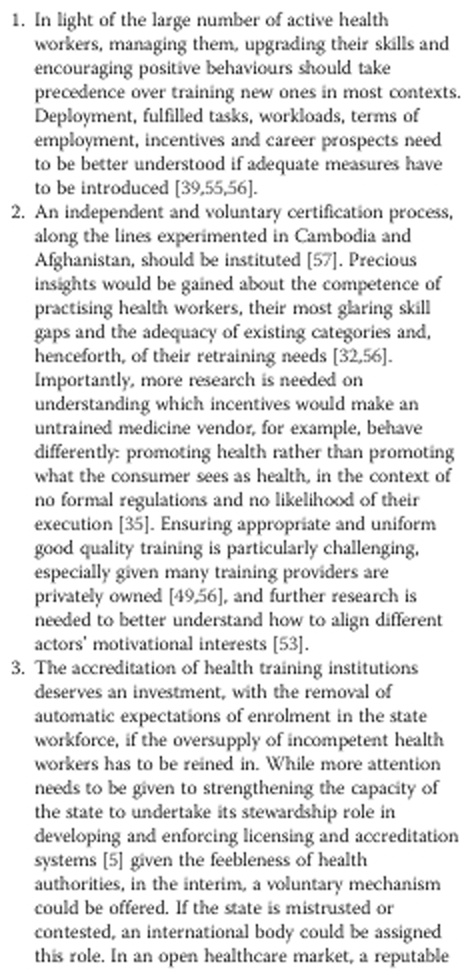 1. In light of the large number of active health
workers, managing them, upgrading their skills and
encouraging positive behaviours should take
precedence over training new ones in most contexts.
Deployment, fulfilled tasks, workloads, terms of
employment, incentives and career prospects need
to be better understood if adequate measures have
to be introduced [39,55,56].
2. An independent and voluntary certification process,
along the lines experimented in Cambodia and
Afghanistan, should be instituted [57]. Precious
insights would be gained about the competence of
practising health workers, their most glaring skill
gaps and the adequacy of existing categories and,
henceforth, of their retraining needs [32,56].
Importantly, more research is needed on
understanding which incentives would make an
untrained medicine vendor, for example, behave
differently: promoting health rather than promoting
what the consumer sees as health, in the context of
no formal regulations and no likelihood of their
execution [35]. Ensuring appropriate and uniform
good quality training is particularly challenging,
especially given many training providers are
privately owned [49,56], and further research is
needed to better understand how to align different
actors' motivational interests [53].
3. The accreditation of health training institutions
deserves an investment, with the removal of
automatic expectations of enrolment in the state
workforce, if the oversupply of incompetent health
workers has to be reined in. While more attention
needs to be given to strengthening the capacity of
the state to undertake its stewardship role in
developing and enforcing licensing and accreditation
systems [5] given the feebleness of health
authorities, in the interim, a voluntary mechanism
could be offered. If the state is mistrusted or
contested, an international body could be assigned
this role. In an open healthcare market, a reputable